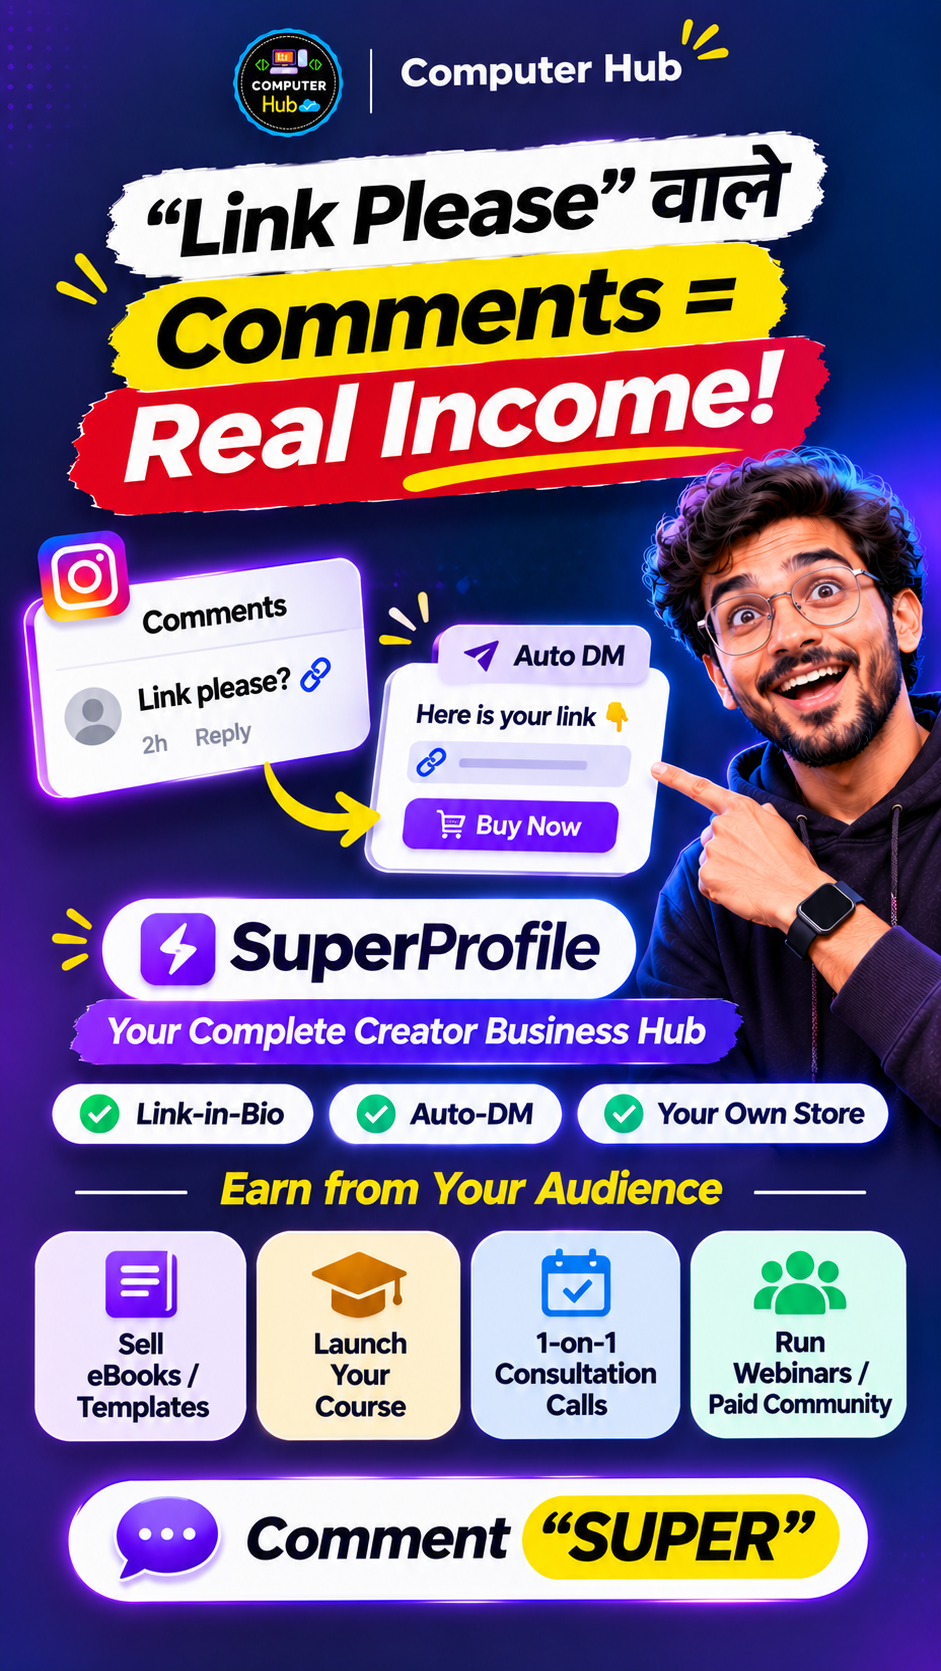 COMPUTER
Hub
Computer Hub
“Link Please” वाले
Comments =
Real Income!
Comments
Link please?
2h Reply
Auto DM
Here is your link
Buy Now
SuperProfile
Your Complete Creator Business Hub
Link-in-Bio
Auto-DM
Your Own Store
Earn from Your Audience
Sell
eBooks /
Templates
Launch
Your
Course
1-on-1
Consultation
Calls
Run
Webinars /
Paid Community
Comment “SUPER”